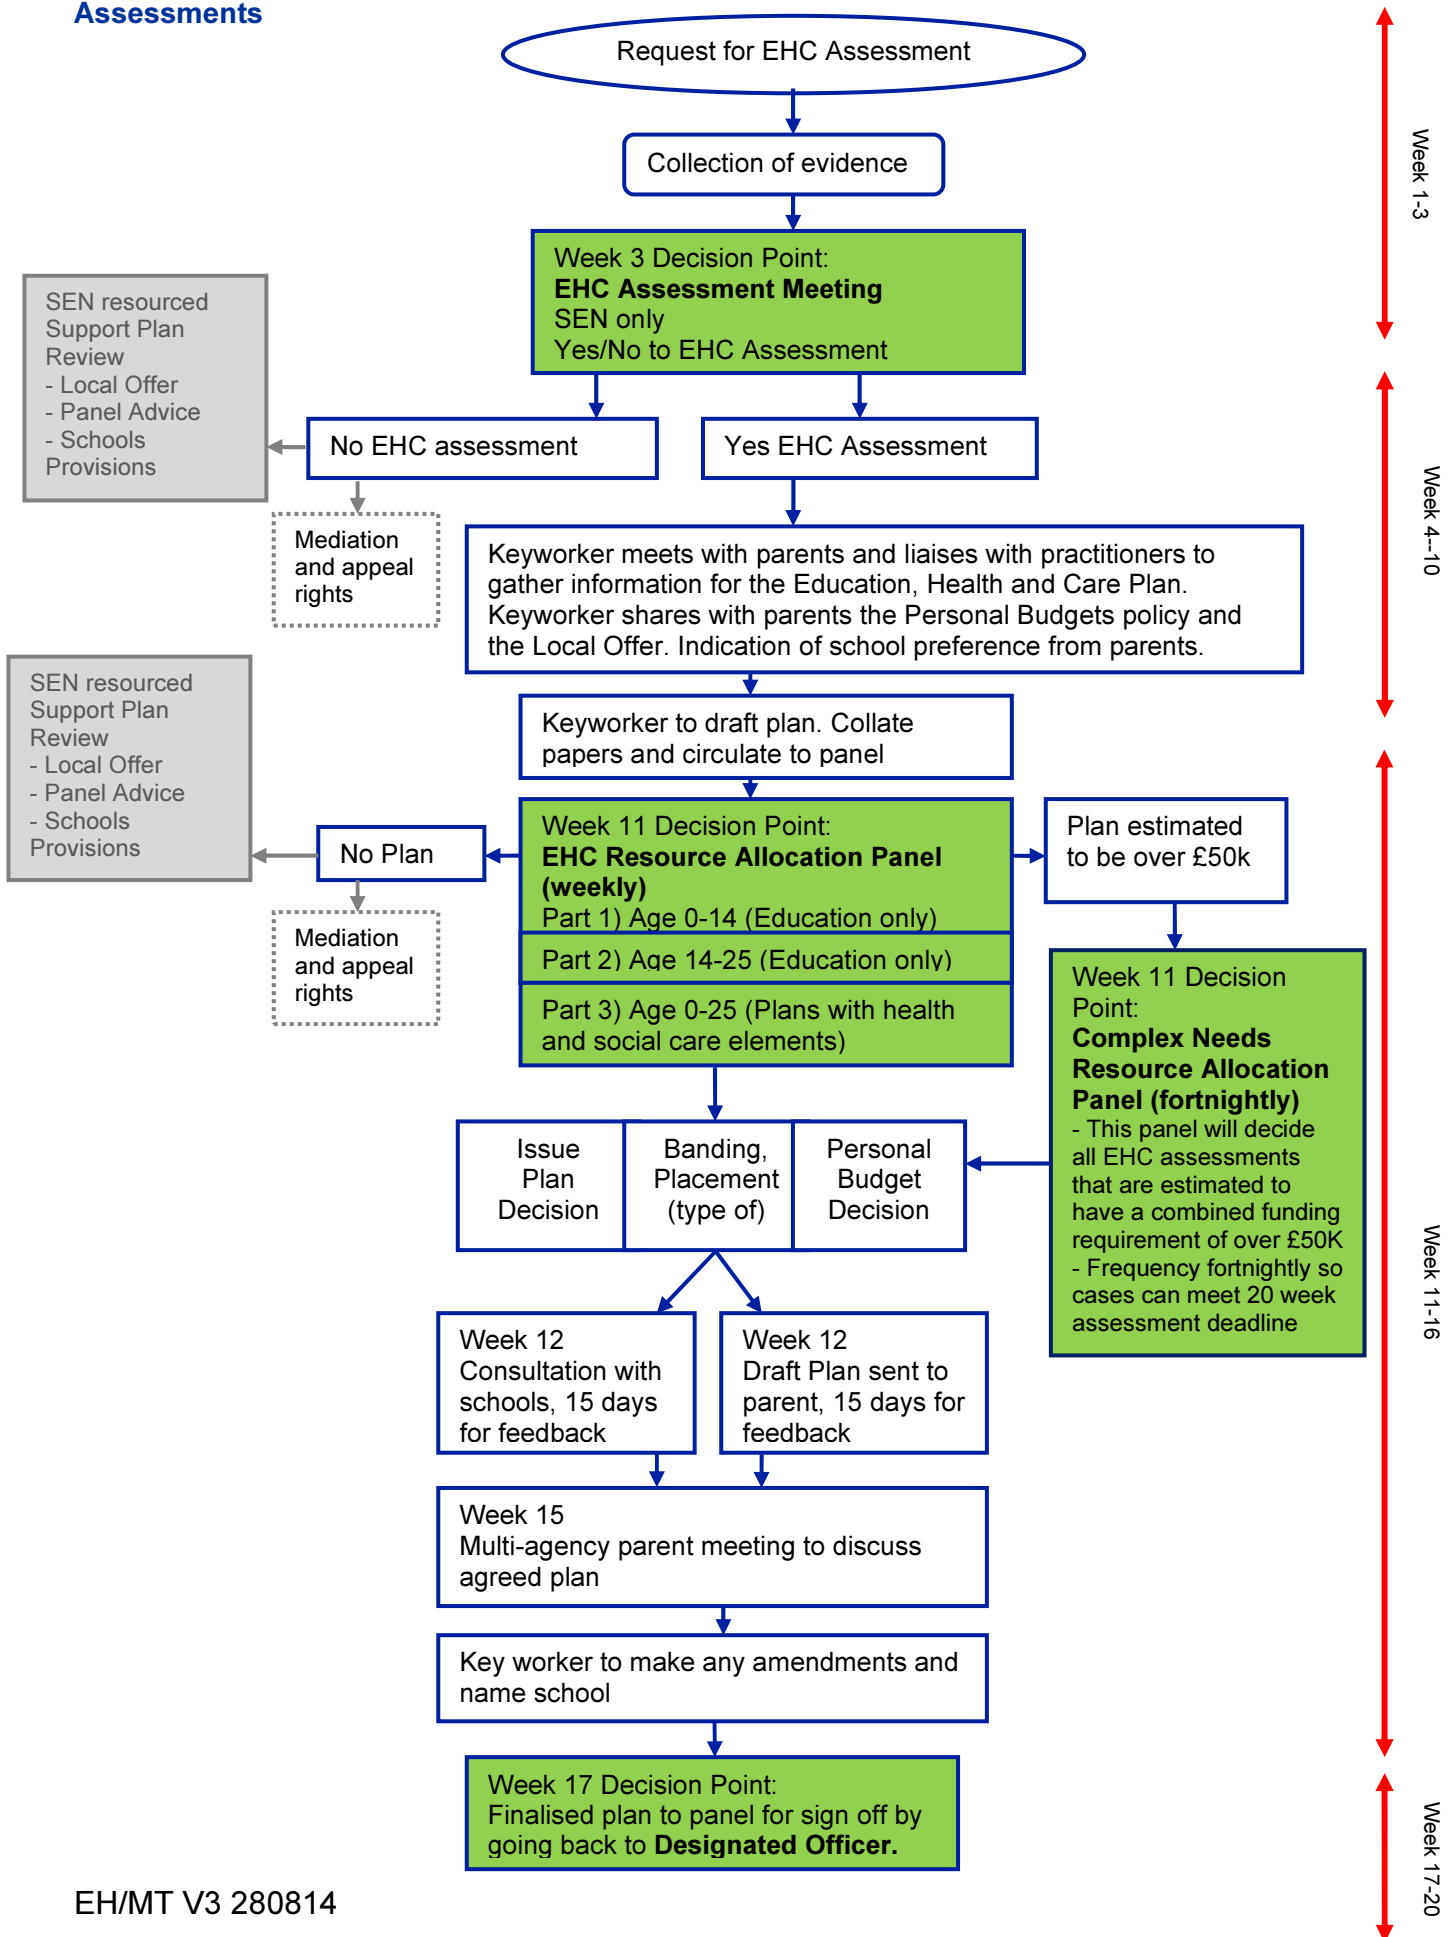 Assessments
Request for EHC Assessment
Collection of evidence
Week 1-3
Week 3 Decision Point:
EHC Assessment Meeting
SEN only
Yes/No to EHC Assessment
SEN resourced
Support Plan
Review
- Local Offer
- Panel Advice
- Schools
Provisions
No EHC assessment
Yes EHC Assessment
Mediation
and appeal
rights
Week 4--10
Keyworker meets with parents and liaises with practitioners to
gather information for the Education, Health and Care Plan.
Keyworker shares with parents the Personal Budgets policy and
the Local Offer. Indication of school preference from parents.
SEN resourced
Support Plan
Review
- Local Offer
- Panel Advice
- Schools
Provisions
Keyworker to draft plan. Collate
papers and circulate to panel
No Plan
Week 11 Decision Point:
EHC Resource Allocation Panel
(weekly)
Part 1) Age 0-14 (Education only)
Part 2) Age 14-25 (Education only)
Part 3) Age 0-25 (Plans with health
and social care elements)
Plan estimated
to be over £50k
Mediation
and appeal
rights
Week 11 Decision
Point:
Complex Needs
Resource Allocation
Panel (fortnightly)
- This panel will decide
all EHC assessments
that are estimated to
have a combined funding
requirement of over £50K
- Frequency fortnightly so
cases can meet 20 week
assessment deadline
Issue
Plan
Decision
Banding,
Placement
(type of)
Personal
Budget
Decision
Week 11-16
Week 12
Consultation with
schools, 15 days
for feedback
Week 12
Draft Plan sent to
parent, 15 days for
feedback
Week 15
Multi-agency parent meeting to discuss
agreed plan
Key worker to make any amendments and
name school
Week 17 Decision Point:
Finalised plan to panel for sign off by
going back to Designated Officer.
Week 17-20
EH/MT V3 280814